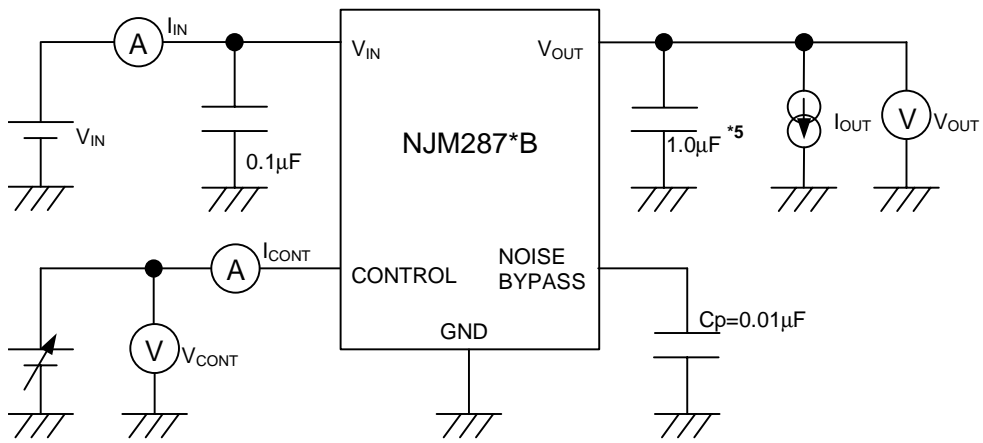 A
I_IN
V_IN
0.1µF
V_IN
V_OUT
NJM287*B
1.0µF *5
I_OUT
V
V_OUT
A
I_CONT
V
V_CONT
CONTROL
NOISE
BYPASS
GND
Cp=0.01µF